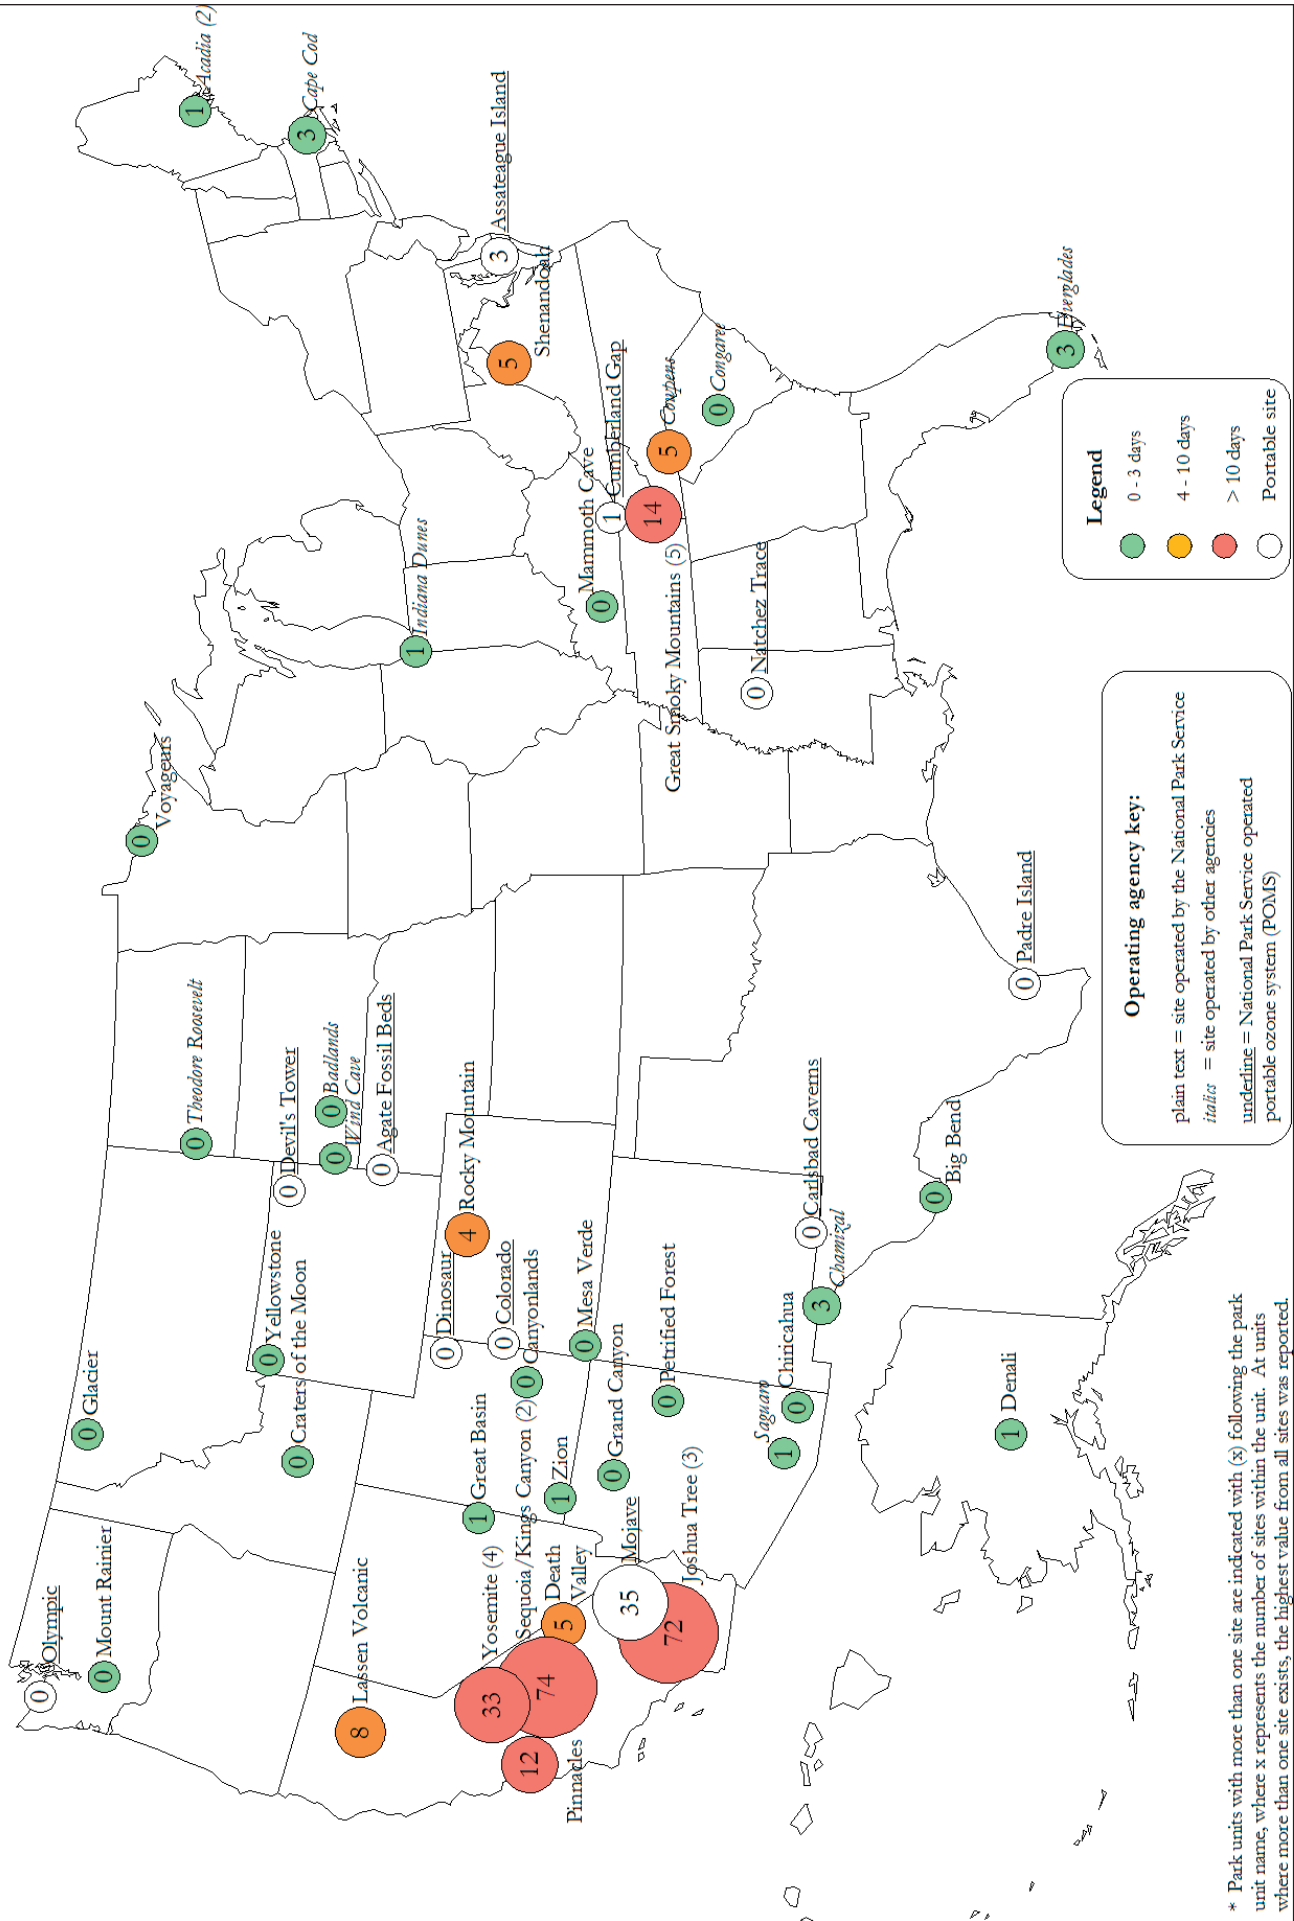 0 Olympic
0 Glacier
0 Mount Rainier
0 Voyageurs
1 Acadia (2)
0 Theodore Roosevelt
0 Yellowstone
0 Devil's Tower
0 Craters of the Moon
3 Cape Cod
0 Badlands
0 Wind Cave
8 Lassen Volcanic
0 Agate Fossil Beds
1 Indiana Dunes
0 Dinosaur
4 Rocky Mountain
1 Great Basin
33 Yosemite (4)
0 Colorado
3 Assateague Island
5 Shenandoah
74 Sequoia/Kings Canyon (2)
0 Canyonlands
12 Pinnacles
5 Death
Valley
1 Zion
0 Mesa Verde
0 Mammoth Cave
0 Grand Canyon
1 Cumberland Gap
35 Mojave
14 Great Smoky Mountains (5)
0 Petrified Forest
5 Cowpens
72 Joshua Tree (3)
0 Congaree
0 Natchez Trace
1 Saguaro
0 Chiricahua
0 Carlsbad Caverns
3 Chamizal
0 Big Bend
1 Denali
0 Padre Island
3 Everglades
Operating agency key:
plain text = site operated by the National Park Service
italics = site operated by other agencies
underline = National Park Service operated
portable ozone system (POMS)
Legend
0 - 3 days
4 - 10 days
> 10 days
Portable site
* Park units with more than one site are indicated with (x) following the park
unit name, where x represents the number of sites within the unit. At units
where more than one site exists, the highest value from all sites was reported.